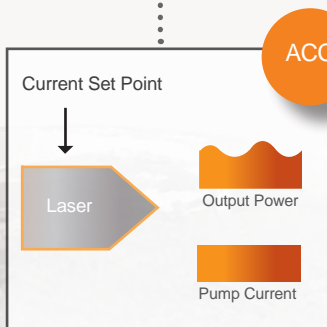 ACC
Current Set Point
Laser
Output Power
Pump Current